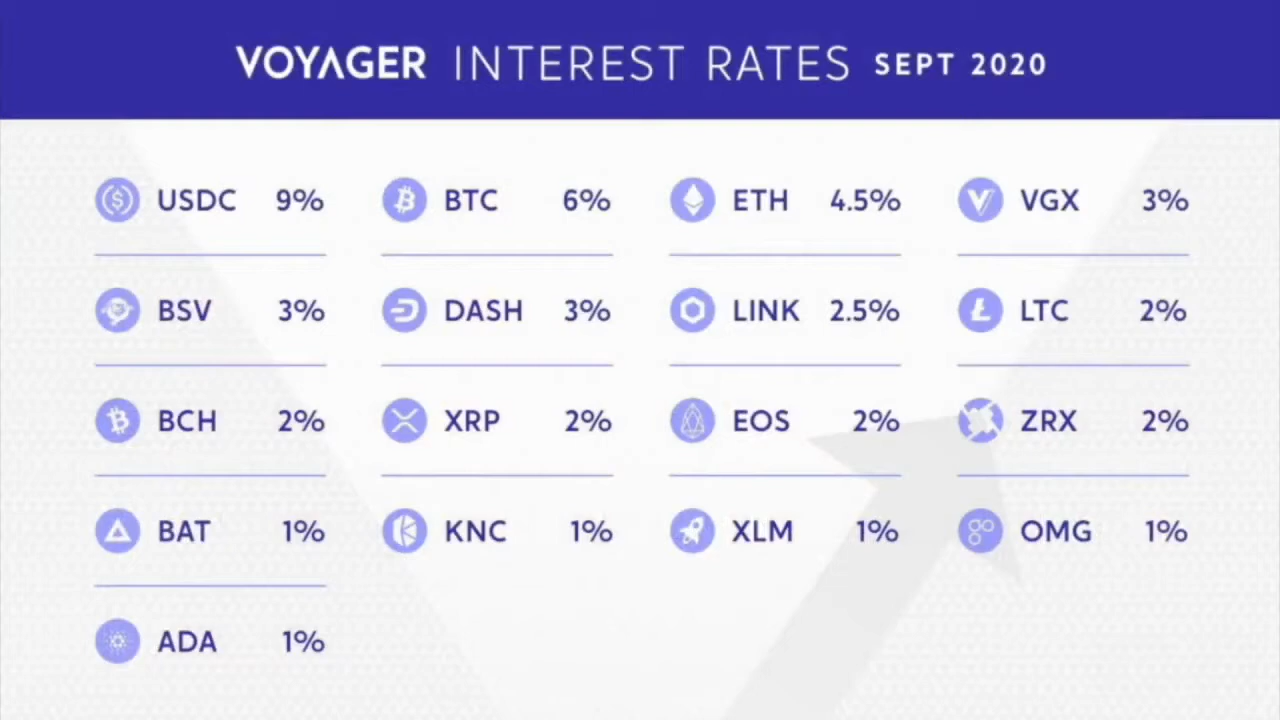 VOYAGER INTEREST RATES SEPT 2020
USDC 9% BTC 6% ETH 4.5% VGX 3%
BSV 3% DASH 3% LINK 2.5% LTC 2%
BCH 2% XRP 2% EOS 2% ZRX 2%
BAT 1% KNC 1% XLM 1% OMG 1%
ADA 1%